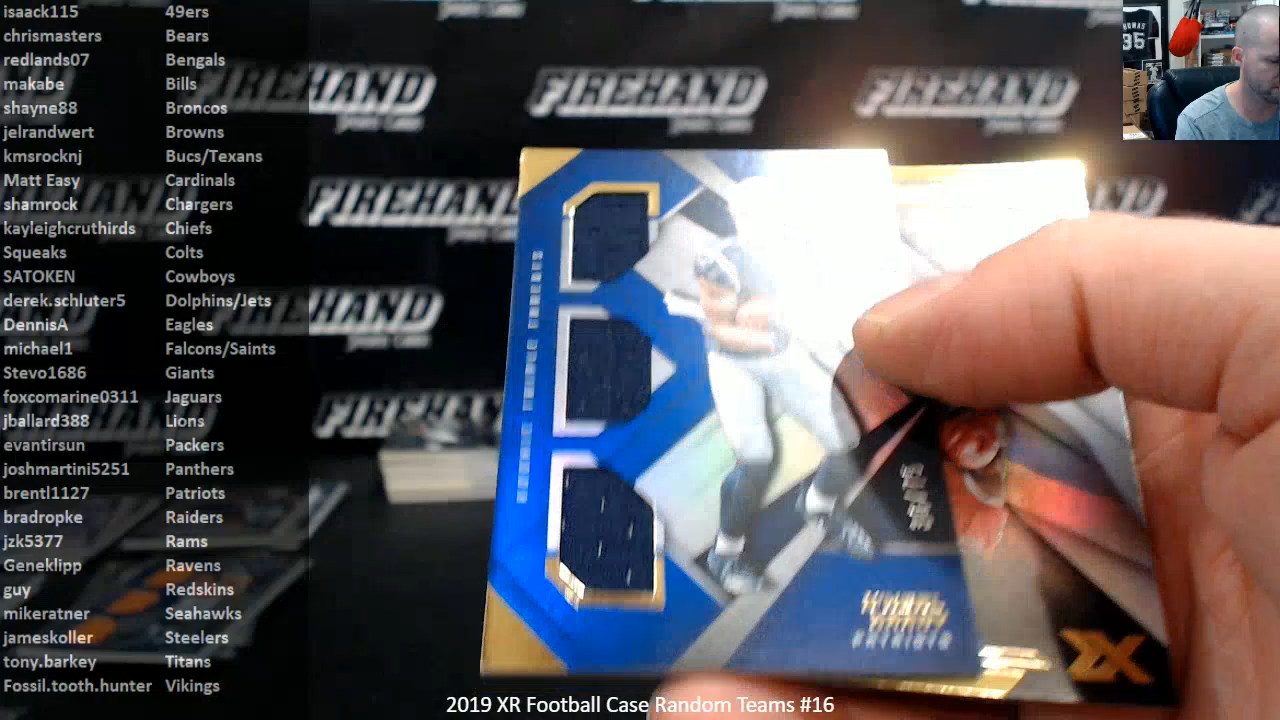 isaack115 49ers
chrismasters Bears
redlands07 Bengals
makabe Bills
shayne88 Broncos
jelrandwert Browns
kmsrocknj Bucs/Texans
Matt Easy Cardinals
shamrock Chargers
kayleighcruthirds Chiefs
Squeaks Colts
SATOKEN Cowboys
derek.schluter5 Dolphins/Jets
DennisA Eagles
michael1 Falcons/Saints
Stevo1686 Giants
foxcomarine0311 Jaguars
jballard388 Lions
evantirsun Packers
joshmartini5251 Panthers
brentl1127 Patriots
bradropke Raiders
jzk5377 Rams
Geneklipp Ravens
guy Redskins
mikeratner Seahawks
jameskoller Steelers
tony.barkey Titans
Fossil.tooth.hunter Vikings
FIREHAND FIREHAND FIREHAND
FIREHAND
FIREHAND
FIREHAND
OMAS
95
PATRIOTS
XR
2019 XR Football Case Random Teams #16